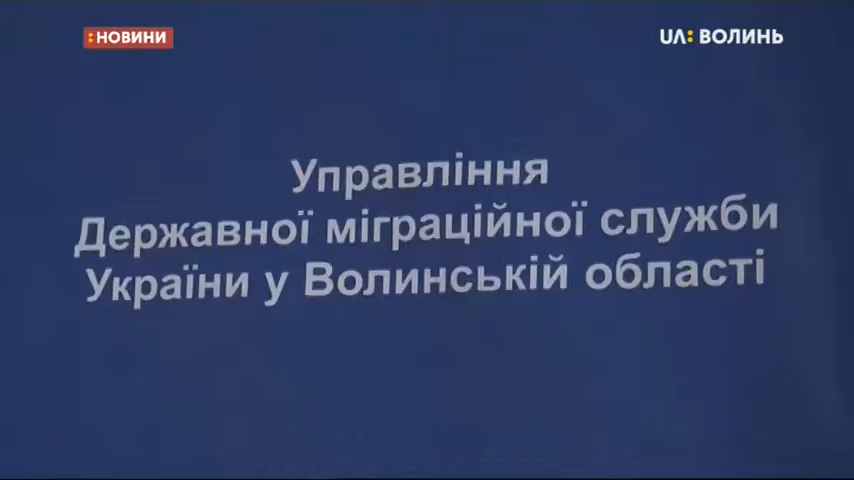 :НОВИНИ
UA: ВОЛИНЬ
Управління
Державної міграційної служби
України у Волинській області